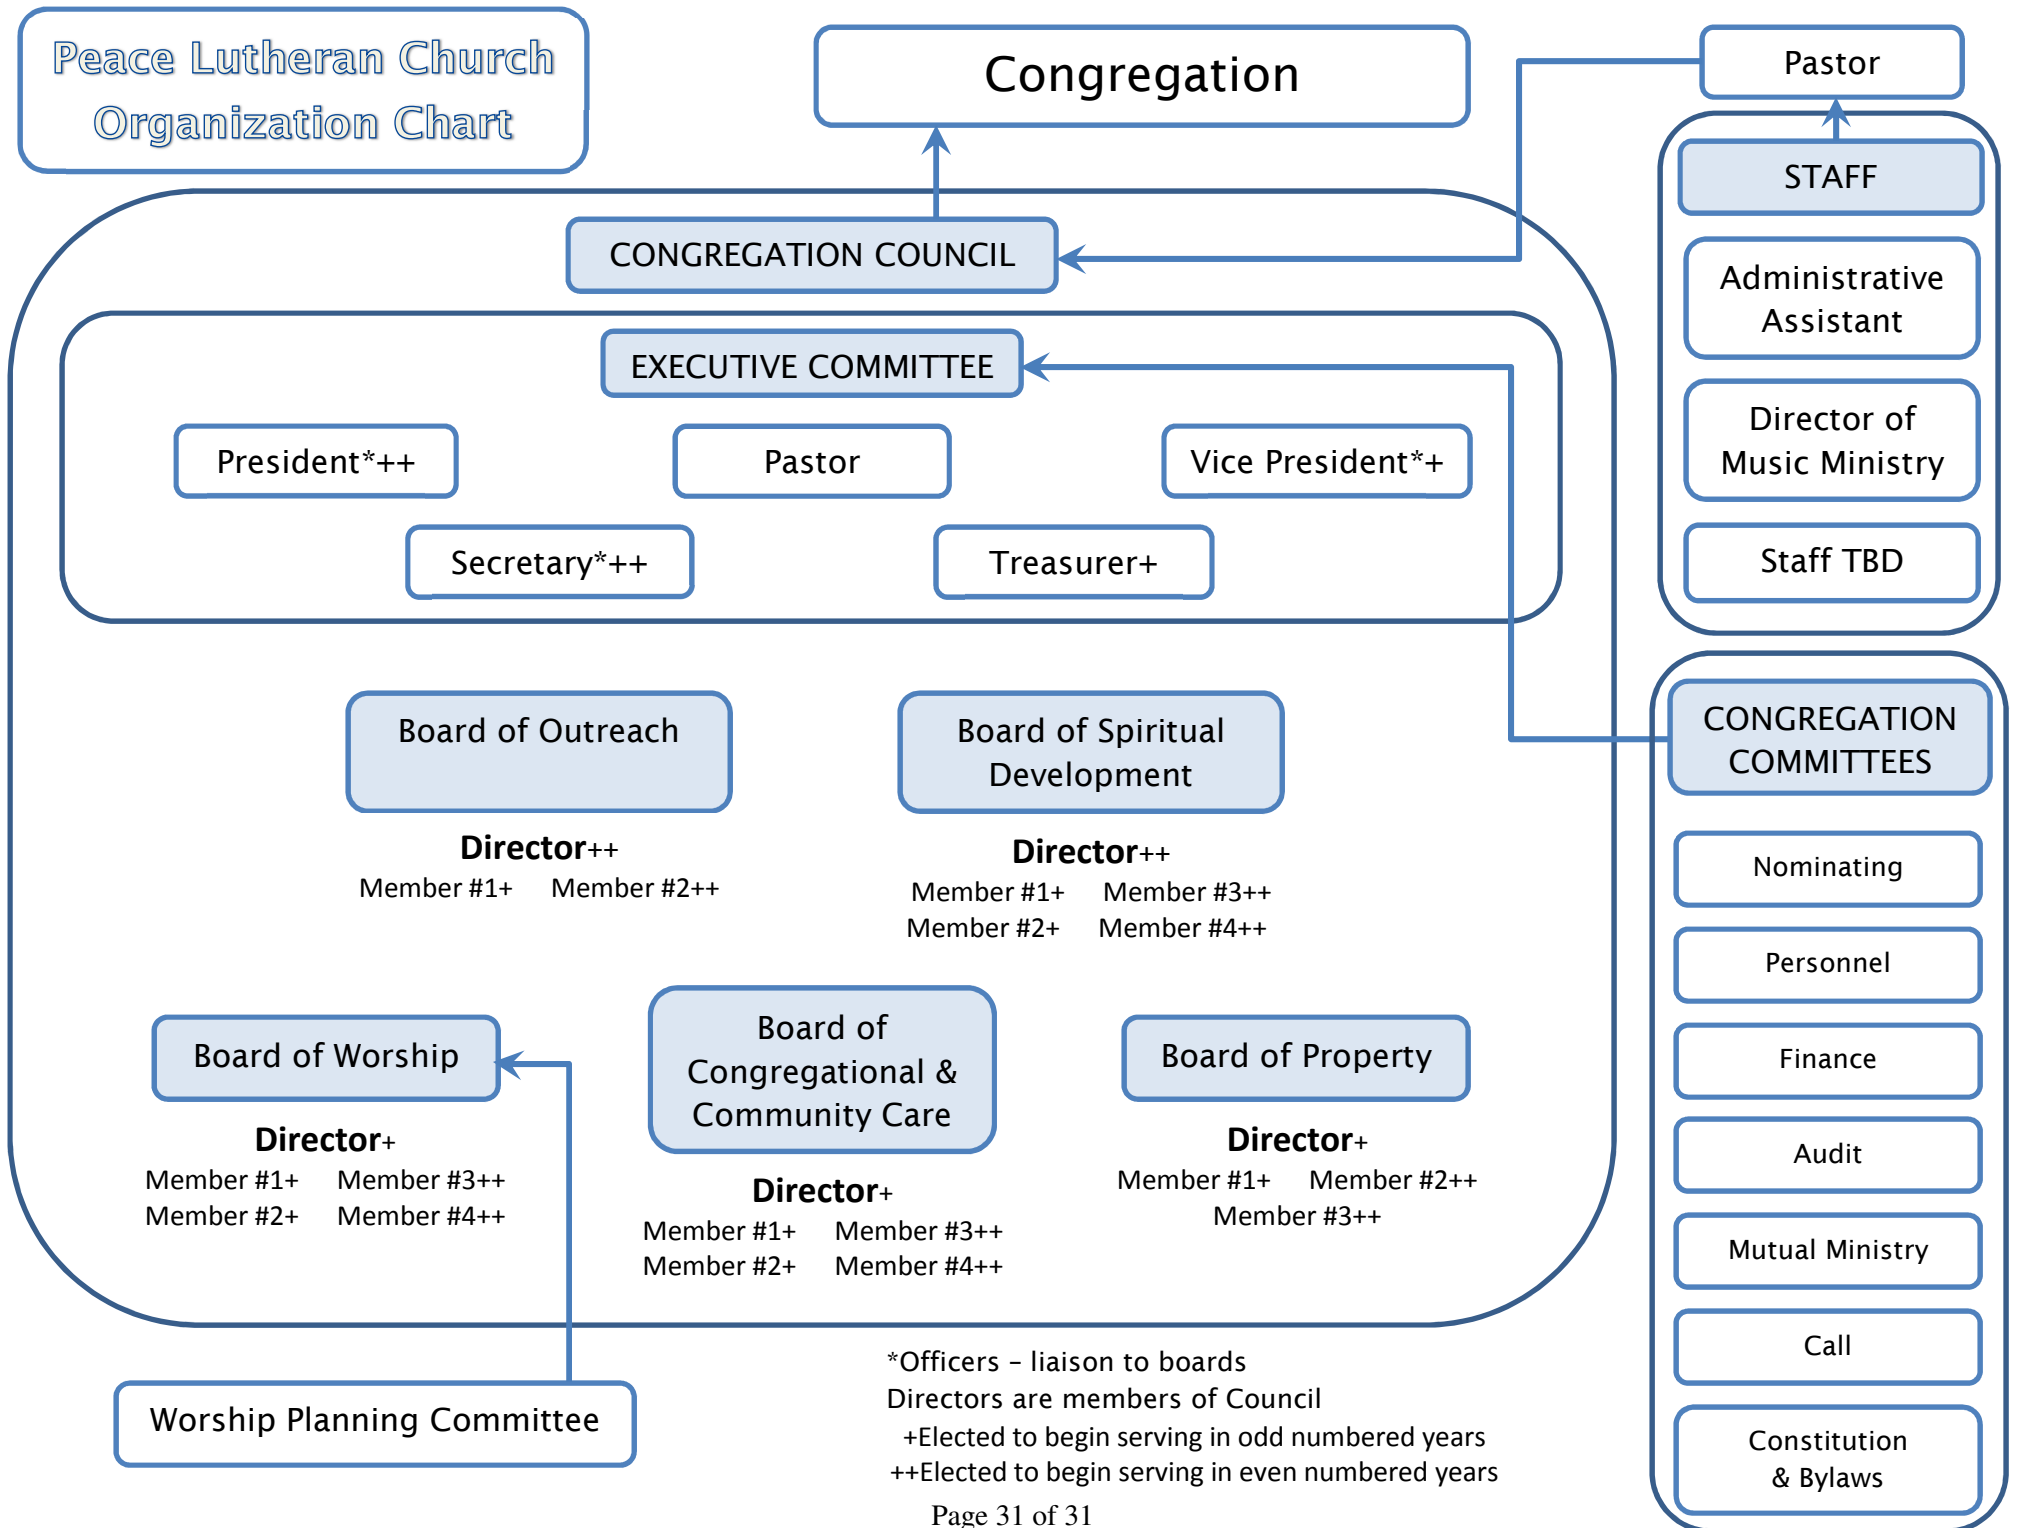 Peace Lutheran Church
Organization Chart
Congregation
Pastor
STAFF
Administrative
Assistant
Director of
Music Ministry
Staff TBD
CONGREGATION COUNCIL
EXECUTIVE COMMITTEE
President*++
Pastor
Vice President*+
Secretary*++
Treasurer+
Board of Outreach
Director++
Member #1+ Member #2++
Board of Spiritual
Development
Director++
Member #1+ Member #3++
Member #2+ Member #4++
Board of Worship
Director+
Member #1+ Member #3++
Member #2+ Member #4++
Board of
Congregational &
Community Care
Director+
Member #1+ Member #3++
Member #2+ Member #4++
Board of Property
Director+
Member #1+ Member #2++
Member #3++
CONGREGATION
COMMITTEES
Nominating
Personnel
Finance
Audit
Mutual Ministry
Call
Constitution
& Bylaws
Worship Planning Committee
*Officers – liaison to boards
Directors are members of Council
+Elected to begin serving in odd numbered years
++Elected to begin serving in even numbered years
Page 31 of 31